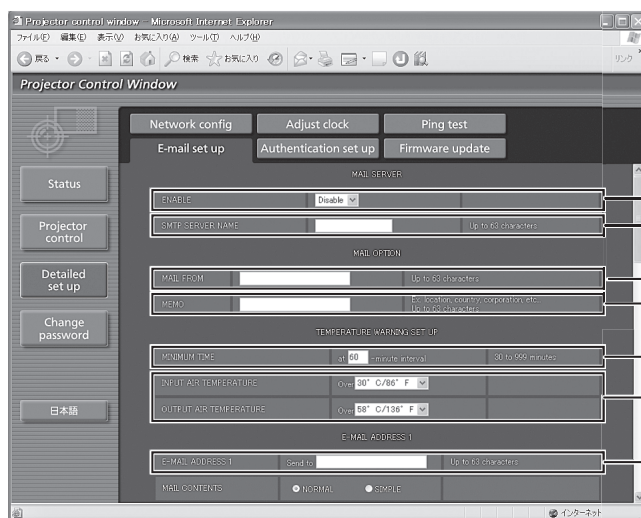 Projector control window - Microsoft Internet Explorer
ファイル(F) 編集(E) 表示(V) お気に入り(A) ツール(T) ヘルプ(H)
戻る 検索 お気に入り リンク
Projector Control Window
Network config Adjust clock Ping test
E-mail set up Authentication set up Firmware update
Status
Projector control
Detailed set up
Change password
日本語
MAIL SERVER
ENABLE Disable
SMTP SERVER NAME Up to 63 characters
MAIL OPTION
MAIL FROM Up to 63 characters
MEMO Ex. location, country, corporation, etc.
Up to 63 characters
TEMPERATURE WARNING SET UP
MINIMUM TIME at 60 -minute interval 30 to 999 minutes
INPUT AIR TEMPERATURE Over 30° C/86° F
OUTPUT AIR TEMPERATURE Over 58° C/136° F
E-MAIL ADDRESS 1
E-MAIL ADDRESS 1 Send to Up to 63 characters
MAIL CONTENTS NORMAL SIMPLE
インターネット